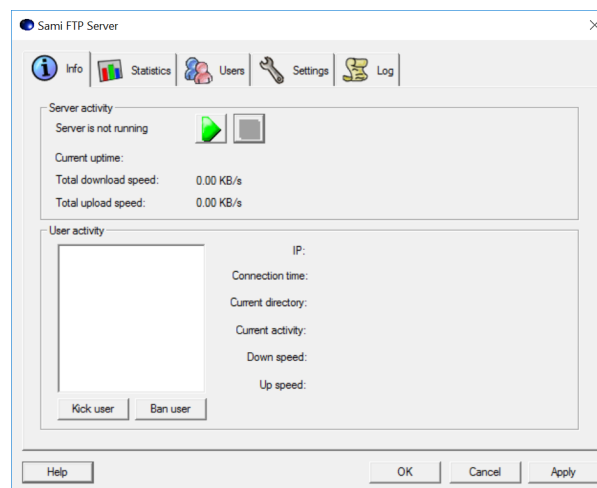 Sami FTP Server
Info Statistics Users Settings Log
Server activity
Server is not running
Current uptime:
Total download speed: 0.00 KB/s
Total upload speed: 0.00 KB/s
User activity
IP:
Connection time:
Current directory:
Current activity:
Down speed:
Up speed:
Kick user Ban user
Help OK Cancel Apply